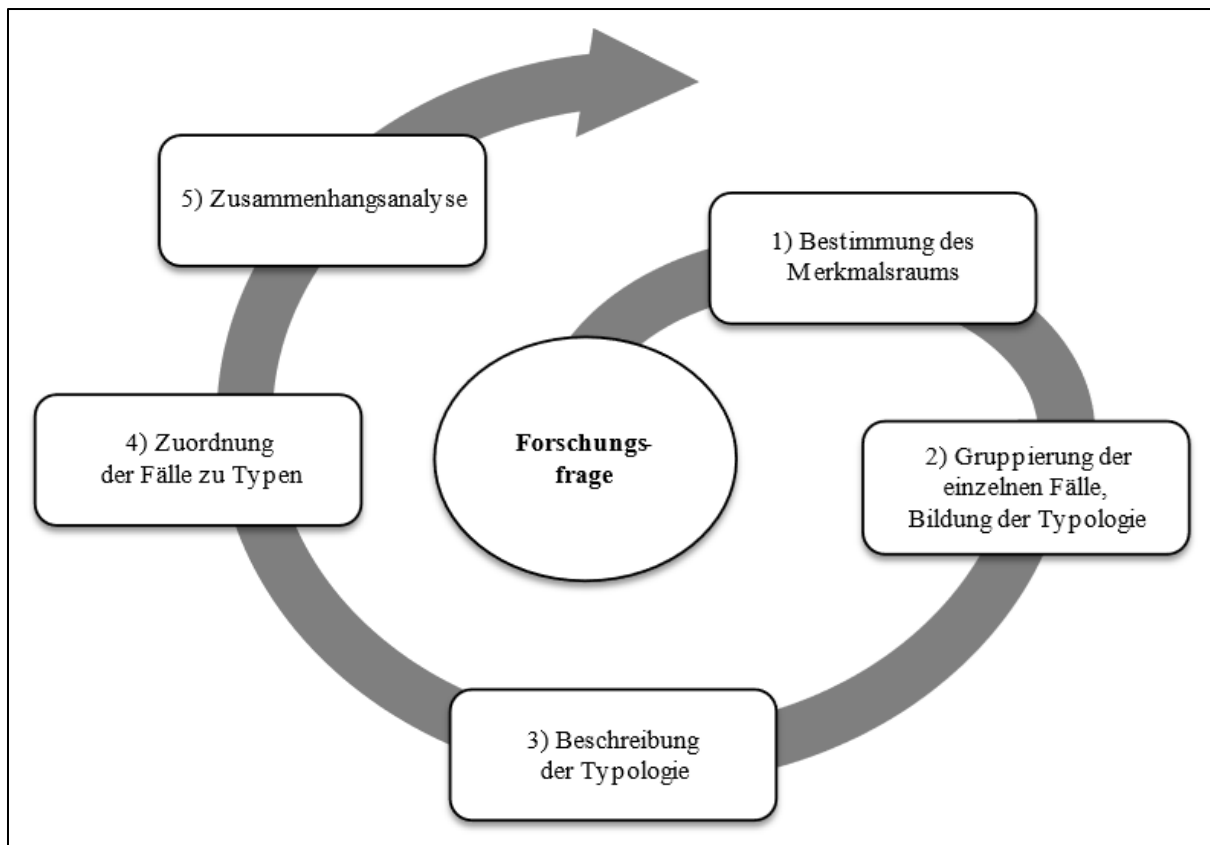 Forschungs-
frage
1) Bestimmung des
Merkmalsraums
2) Gruppierung der
einzelnen Fälle,
Bildung der Typologie
3) Beschreibung
der Typologie
4) Zuordnung
der Fälle zu Typen
5) Zusammenhangsanalyse